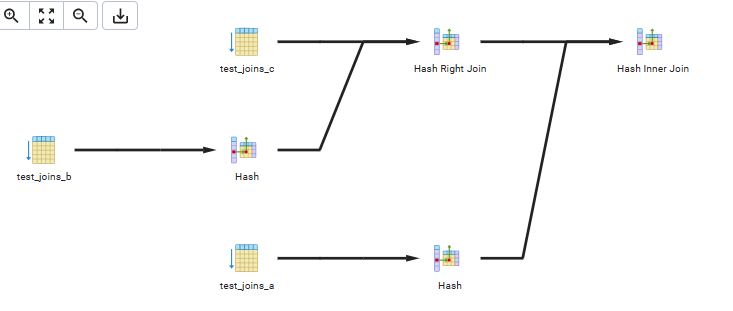 test_joins_c
Hash Right Join
Hash Inner Join
test_joins_b
Hash
test_joins_a
Hash